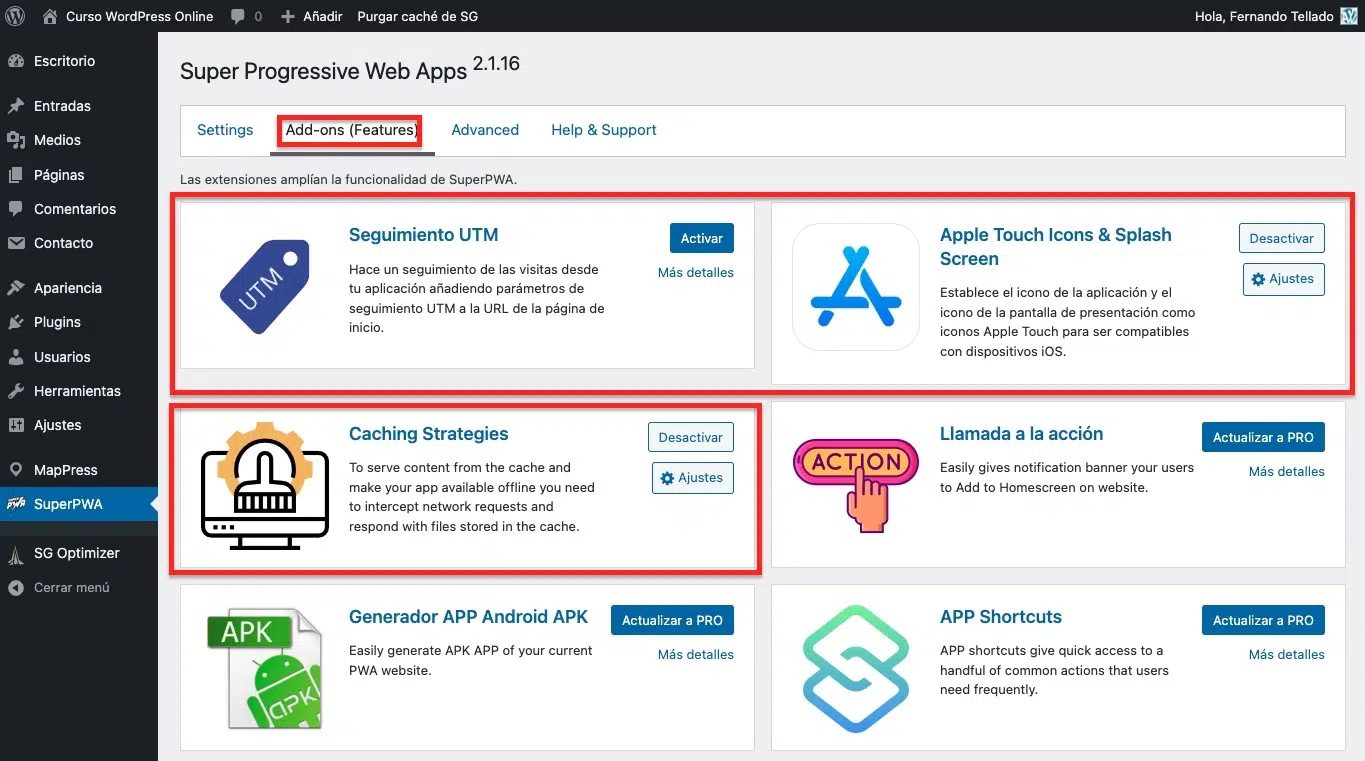 Curso WordPress Online 0 Añadir Purgar caché de SG Hola, Fernando Tellado
Escritorio
Entradas
Medios
Páginas
Comentarios
Contacto
Apariencia
Plugins
Usuarios
Herramientas
Ajustes
MapPress
SuperPWA
SG Optimizer
Cerrar menú
Super Progressive Web Apps 2.1.16
Settings Add-ons (Features) Advanced Help & Support
Las extensiones amplían la funcionalidad de SuperPWA.
UTM
Seguimiento UTM
Activar
Más detalles
Hace un seguimiento de las visitas desde
tu aplicación añadiendo parámetros de
seguimiento UTM a la URL de la página de
inicio.
Apple Touch Icons & Splash
Screen
Desactivar
Ajustes
Establece el icono de la aplicación y el
icono de la pantalla de presentación como
iconos Apple Touch para ser compatibles
con dispositivos iOS.
Caching Strategies
Desactivar
Ajustes
To serve content from the cache and
make your app available offline you need
to intercept network requests and
respond with files stored in the cache.
ACTION
Llamada a la acción
Actualizar a PRO
Más detalles
Easily gives notification banner your users
to Add to Homescreen on website.
APK
APK
Generador APP Android APK
Actualizar a PRO
Más detalles
Easily generate APK APP of your current
PWA website.
APP Shortcuts
Actualizar a PRO
Más detalles
APP shortcuts give quick access to a
handful of common actions that users
need frequently.